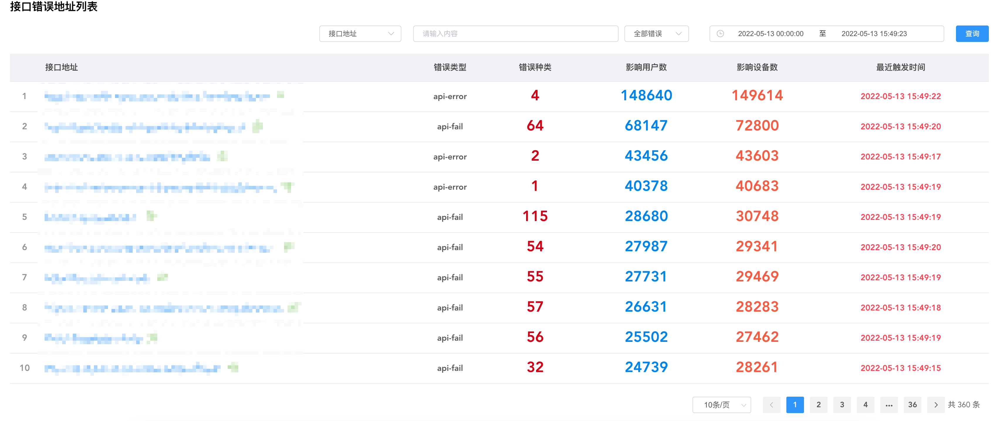 接口错误地址列表
接口地址 请输入内容 全部错误 2022-05-13 00:00:00 至 2022-05-13 15:49:23 查询
接口地址 错误类型 错误种类 影响用户数 影响设备数 最近触发时间
1 api-error 4 148640 149614 2022-05-13 15:49:22
2 api-fail 64 68147 72800 2022-05-13 15:49:20
3 api-error 2 43456 43603 2022-05-13 15:49:17
4 api-error 1 40378 40683 2022-05-13 15:49:19
5 api-fail 115 28680 30748 2022-05-13 15:49:19
6 api-fail 54 27987 29341 2022-05-13 15:49:20
7 api-fail 55 27731 29469 2022-05-13 15:49:19
8 api-fail 57 26631 28283 2022-05-13 15:49:18
9 api-fail 56 25502 27462 2022-05-13 15:49:19
10 api-fail 32 24739 28261 2022-05-13 15:49:15
10条/页 1 2 3 4 ... 36 共 360 条